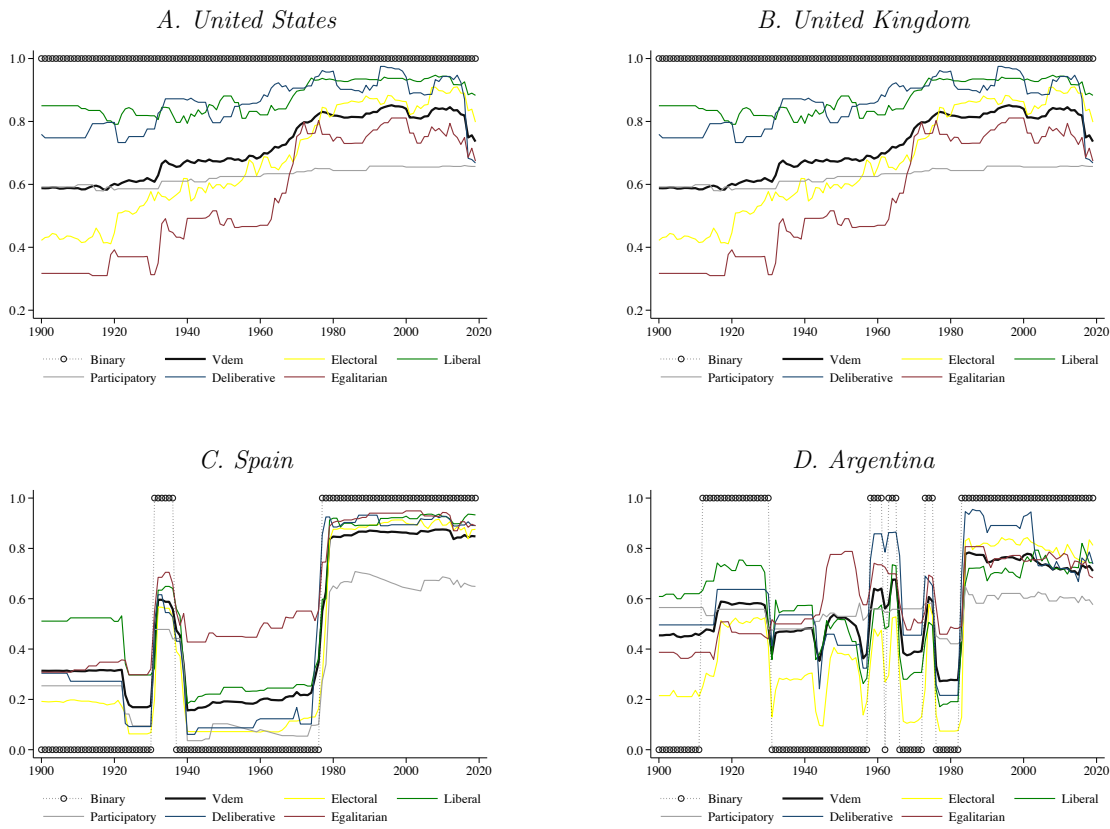 A. United States
B. United Kingdom
1.0
0.8
0.6
0.4
0.2
1900 1920 1940 1960 1980 2000 2020
Binary Vdem Electoral Liberal
Participatory Deliberative Egalitarian
1.0
0.8
0.6
0.4
0.2
1900 1920 1940 1960 1980 2000 2020
Binary Vdem Electoral Liberal
Participatory Deliberative Egalitarian
C. Spain
D. Argentina
1.0
0.8
0.6
0.4
0.2
0.0
1900 1920 1940 1960 1980 2000 2020
Binary Vdem Electoral Liberal
Participatory Deliberative Egalitarian
1.0
0.8
0.6
0.4
0.2
0.0
1900 1920 1940 1960 1980 2000 2020
Binary Vdem Electoral Liberal
Participatory Deliberative Egalitarian